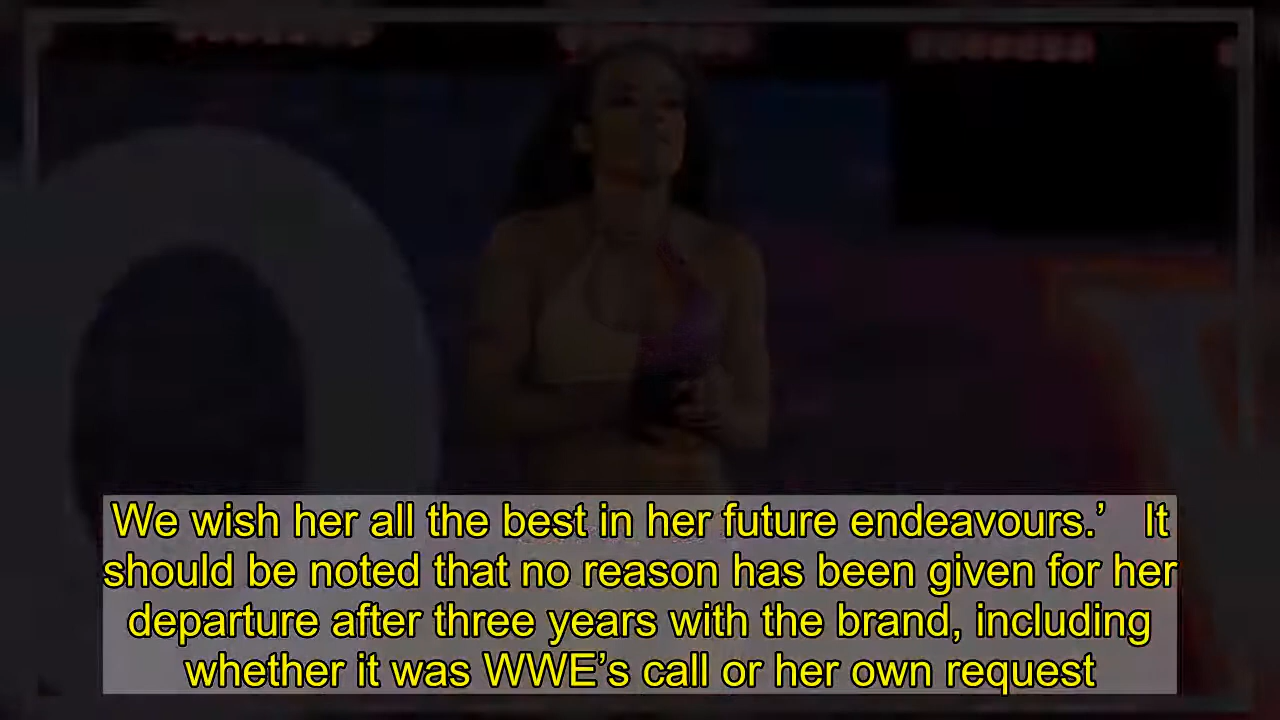 We wish her all the best in her future endeavours.’ It
should be noted that no reason has been given for her
departure after three years with the brand, including
whether it was WWE’s call or her own request